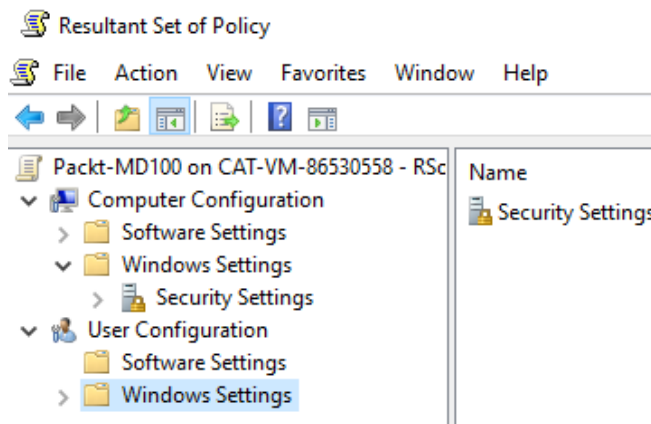 Resultant Set of Policy
File Action View Favorites Window Help
Packt-MD100 on CAT-VM-86530558 - RSc
Computer Configuration
Software Settings
Windows Settings
Security Settings
User Configuration
Software Settings
Windows Settings
Name
Security Settings